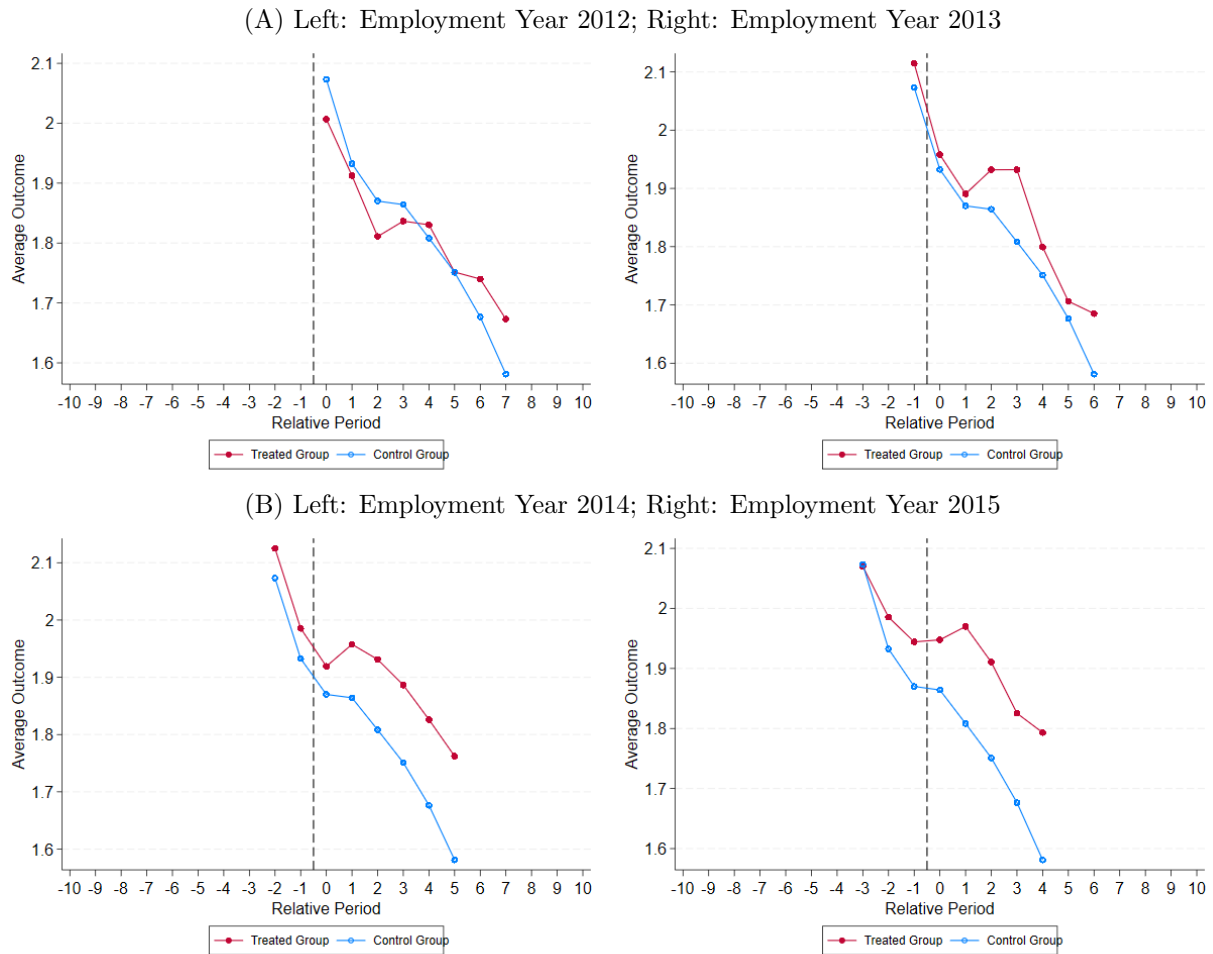 (A) Left: Employment Year 2012; Right: Employment Year 2013
2.1
2
1.9
1.8
1.7
1.6
Average Outcome
-10 -9 -8 -7 -6 -5 -4 -3 -2 -1 0 1 2 3 4 5 6 7 8 9 10
Relative Period
Treated Group Control Group
2.1
2
1.9
1.8
1.7
1.6
Average Outcome
-10 -9 -8 -7 -6 -5 -4 -3 -2 -1 0 1 2 3 4 5 6 7 8 9 10
Relative Period
Treated Group Control Group
(B) Left: Employment Year 2014; Right: Employment Year 2015
2.1
2
1.9
1.8
1.7
1.6
Average Outcome
-10 -9 -8 -7 -6 -5 -4 -3 -2 -1 0 1 2 3 4 5 6 7 8 9 10
Relative Period
Treated Group Control Group
2.1
2
1.9
1.8
1.7
1.6
Average Outcome
-10 -9 -8 -7 -6 -5 -4 -3 -2 -1 0 1 2 3 4 5 6 7 8 9 10
Relative Period
Treated Group Control Group